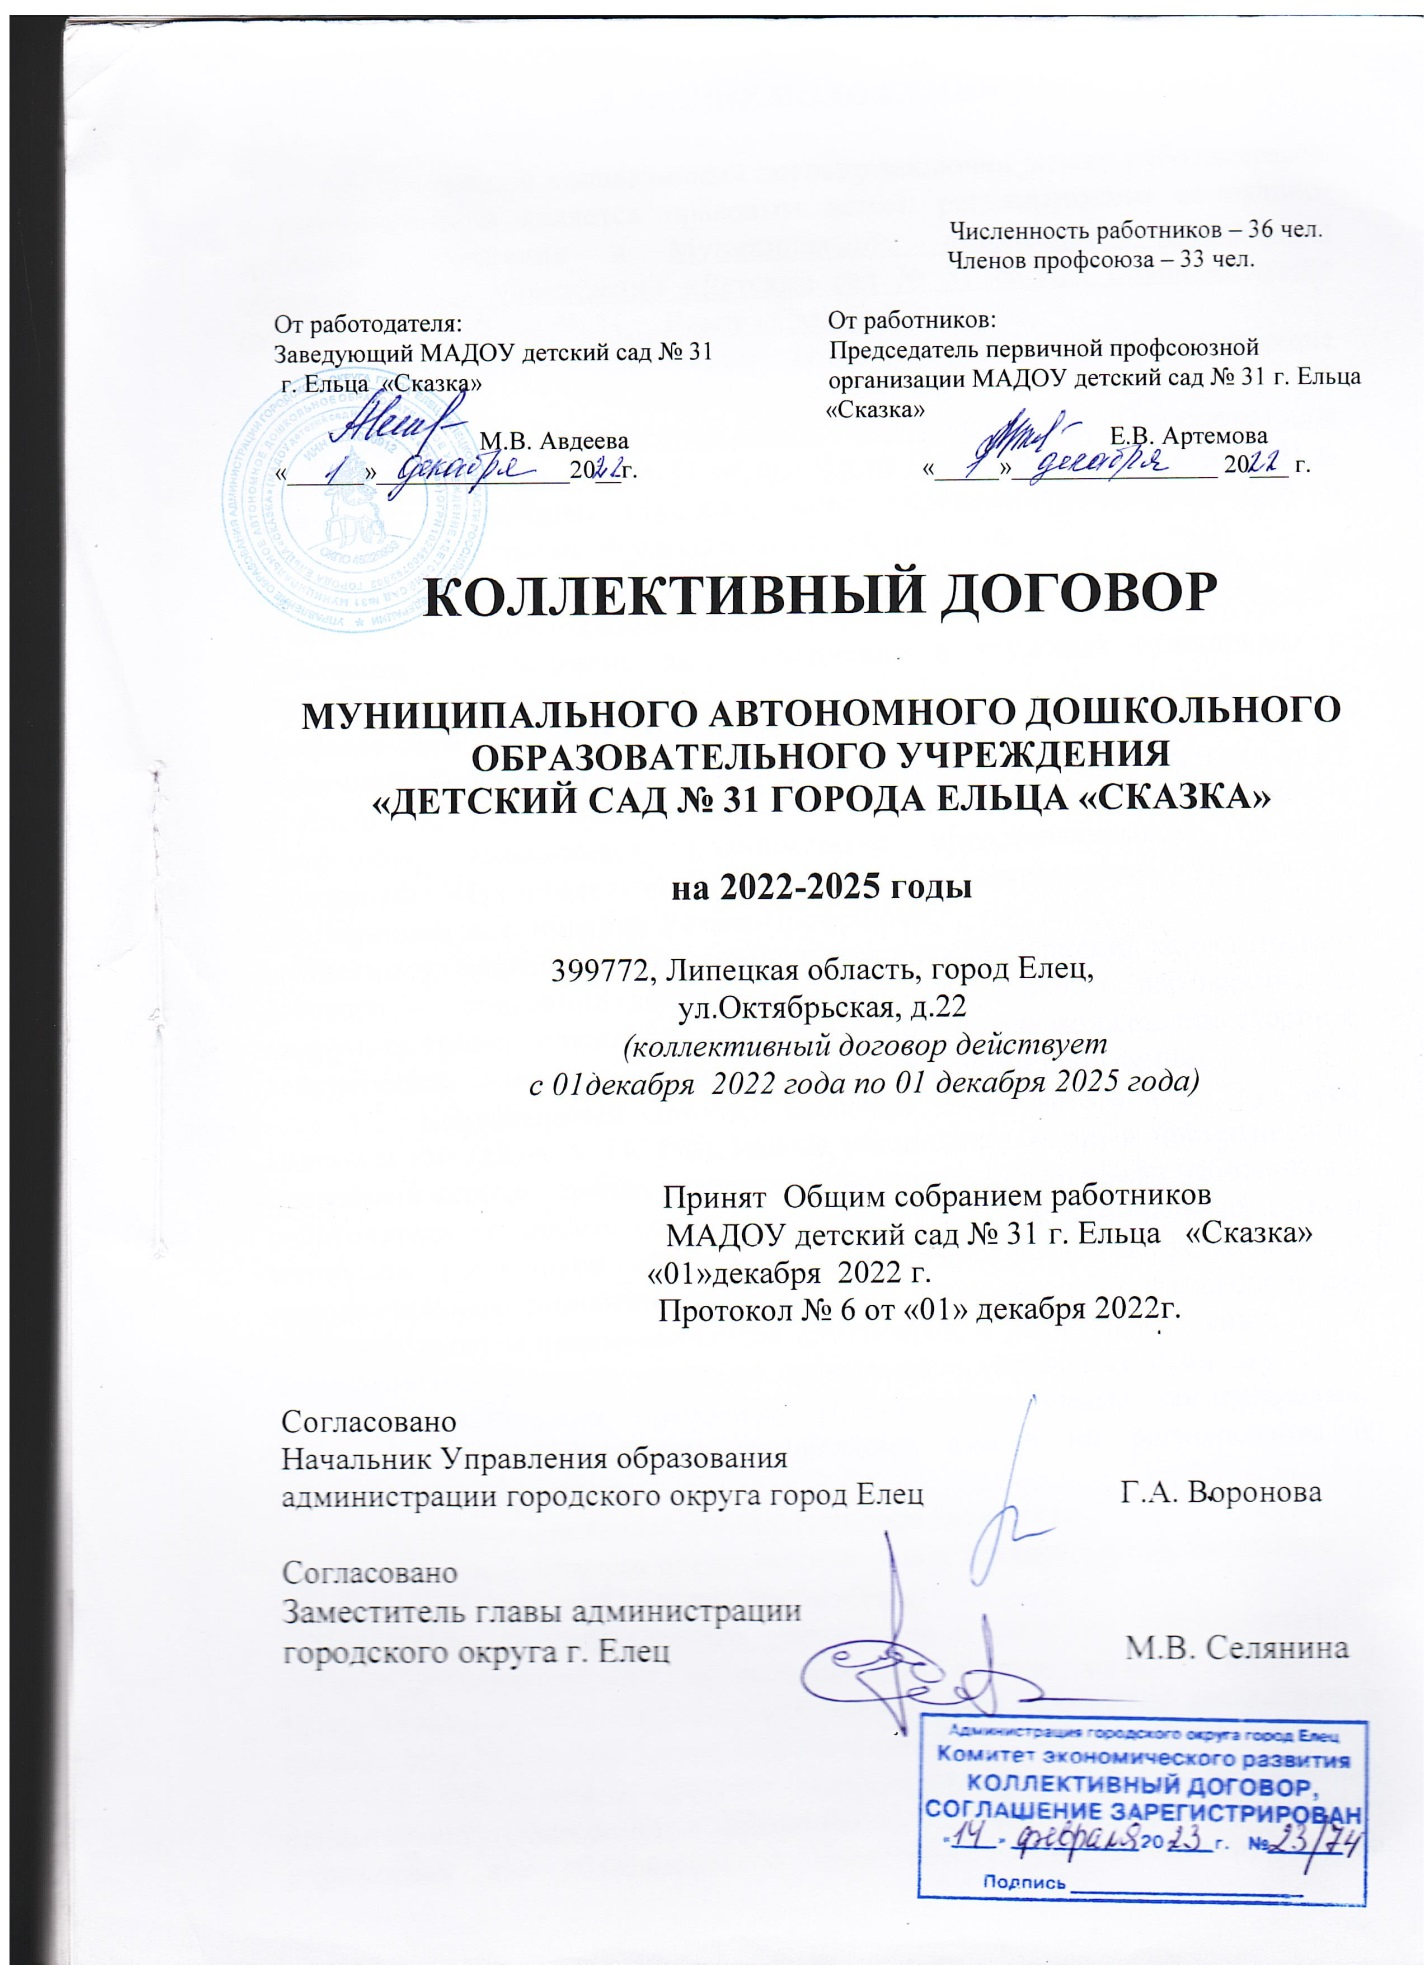 Численность работников – 36 чел.
Членов профсоюза – 33 чел.
От работодателя:
Заведующий МАДОУ детский сад № 31
г. Ельца «Сказка»
М.В. Авдеева
« 1 » декабря 2022г.
От работников:
Председатель первичной профсоюзной
организации МАДОУ детский сад № 31 г. Ельца
«Сказка»
Е.В. Артемова
« 1 » декабря 2022 г.
КОЛЛЕКТИВНЫЙ ДОГОВОР
МУНИЦИПАЛЬНОГО АВТОНОМНОГО ДОШКОЛЬНОГО
ОБРАЗОВАТЕЛЬНОГО УЧРЕЖДЕНИЯ
«ДЕТСКИЙ САД № 31 ГОРОДА ЕЛЬЦА «СКАЗКА»
на 2022-2025 годы
399772, Липецкая область, город Елец,
ул.Октябрьская, д.22
(коллективный договор действует
с 01декабря 2022 года по 01 декабря 2025 года)
Принят Общим собранием работников
МАДОУ детский сад № 31 г. Ельца «Сказка»
«01»декабря 2022 г.
Протокол № 6 от «01» декабря 2022г.
Согласовано
Начальник Управления образования
администрации городского округа город Елец Г.А. Воронова
Согласовано
Заместитель главы администрации
городского округа г. Елец М.В. Селянина
Администрация городского округа город Елец
Комитет экономического развития
КОЛЛЕКТИВНЫЙ ДОГОВОР,
СОГЛАШЕНИЕ ЗАРЕГИСТРИРОВАН
«14» февраля 2023 г. № 23/74
Подпись